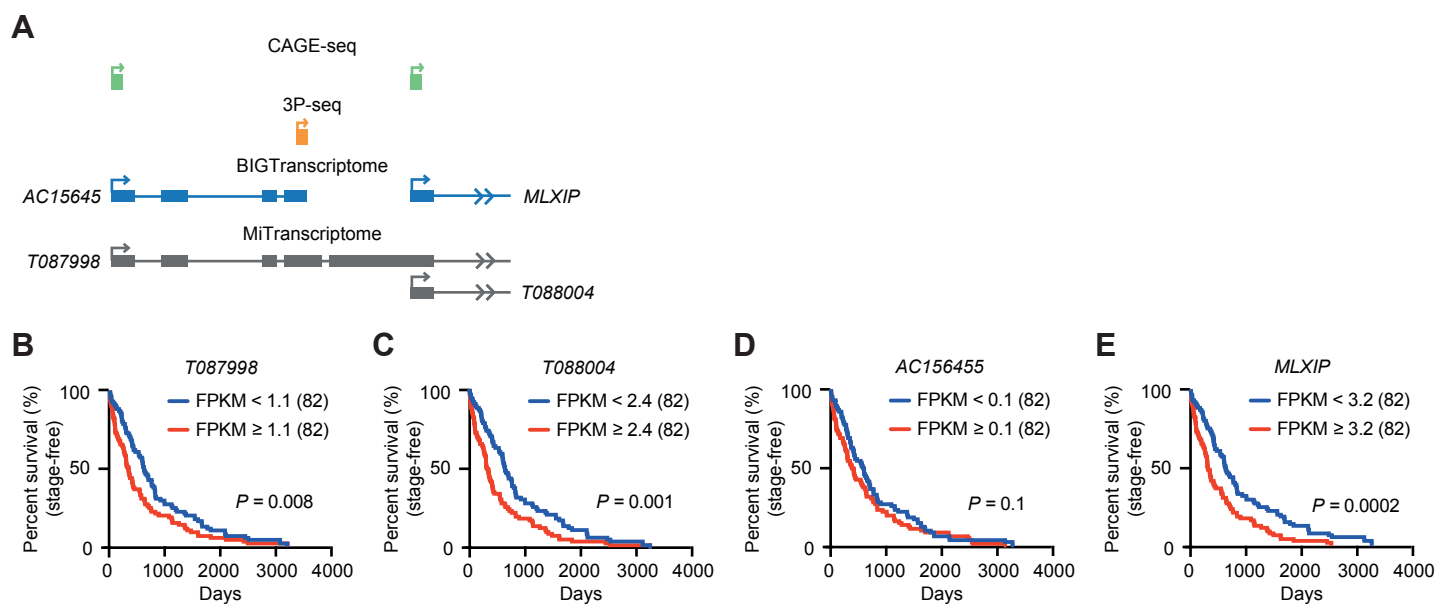 A
CAGE-seq
3P-seq
BIGTranscriptome
AC15645
MLXIP
MiTranscriptome
T087998
T088004
B
T087998
Percent survival (%)
(stage-free)
100
50
0
FPKM < 1.1 (82)
FPKM ≥ 1.1 (82)
P = 0.008
0 1000 2000 3000 4000
Days
C
T088004
Percent survival (%)
(stage-free)
100
50
0
FPKM < 2.4 (82)
FPKM ≥ 2.4 (82)
P = 0.001
0 1000 2000 3000 4000
Days
D
AC156455
Percent survival (%)
(stage-free)
100
50
0
FPKM < 0.1 (82)
FPKM ≥ 0.1 (82)
P = 0.1
0 1000 2000 3000 4000
Days
E
MLXIP
Percent survival (%)
(stage-free)
100
50
0
FPKM < 3.2 (82)
FPKM ≥ 3.2 (82)
P = 0.0002
0 1000 2000 3000 4000
Days